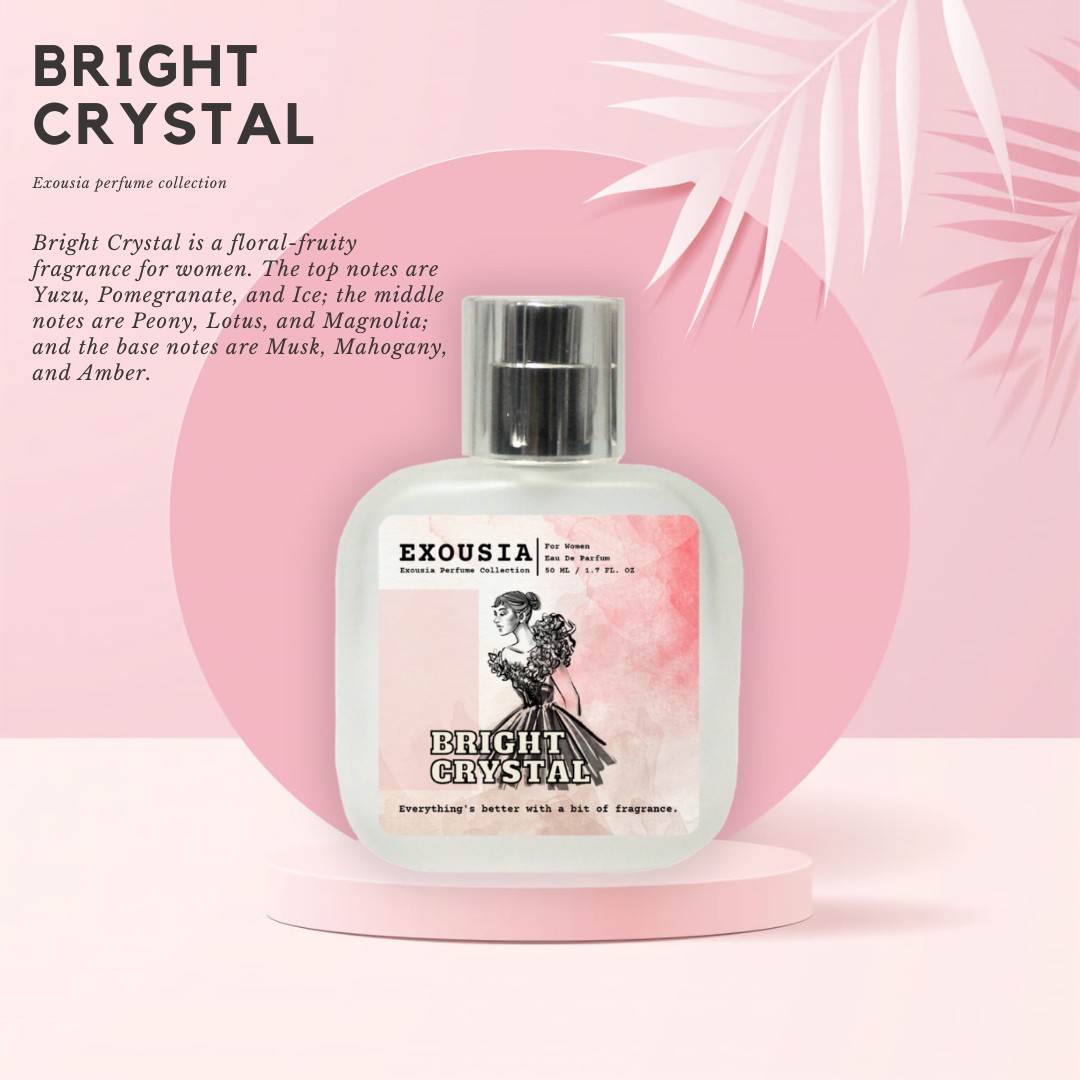 BRIGHT
CRYSTAL
Exousia perfume collection
Bright Crystal is a floral-fruity
fragrance for women. The top notes are
Yuzu, Pomegranate, and Ice; the middle
notes are Peony, Lotus, and Magnolia;
and the base notes are Musk, Mahogany,
and Amber.
EXOUSIA
Exousia Perfume Collection
For Women
Eau De Parfum
50 ML / 1.7 FL. OZ
BRIGHT
CRYSTAL
Everything's better with a bit of fragrance.